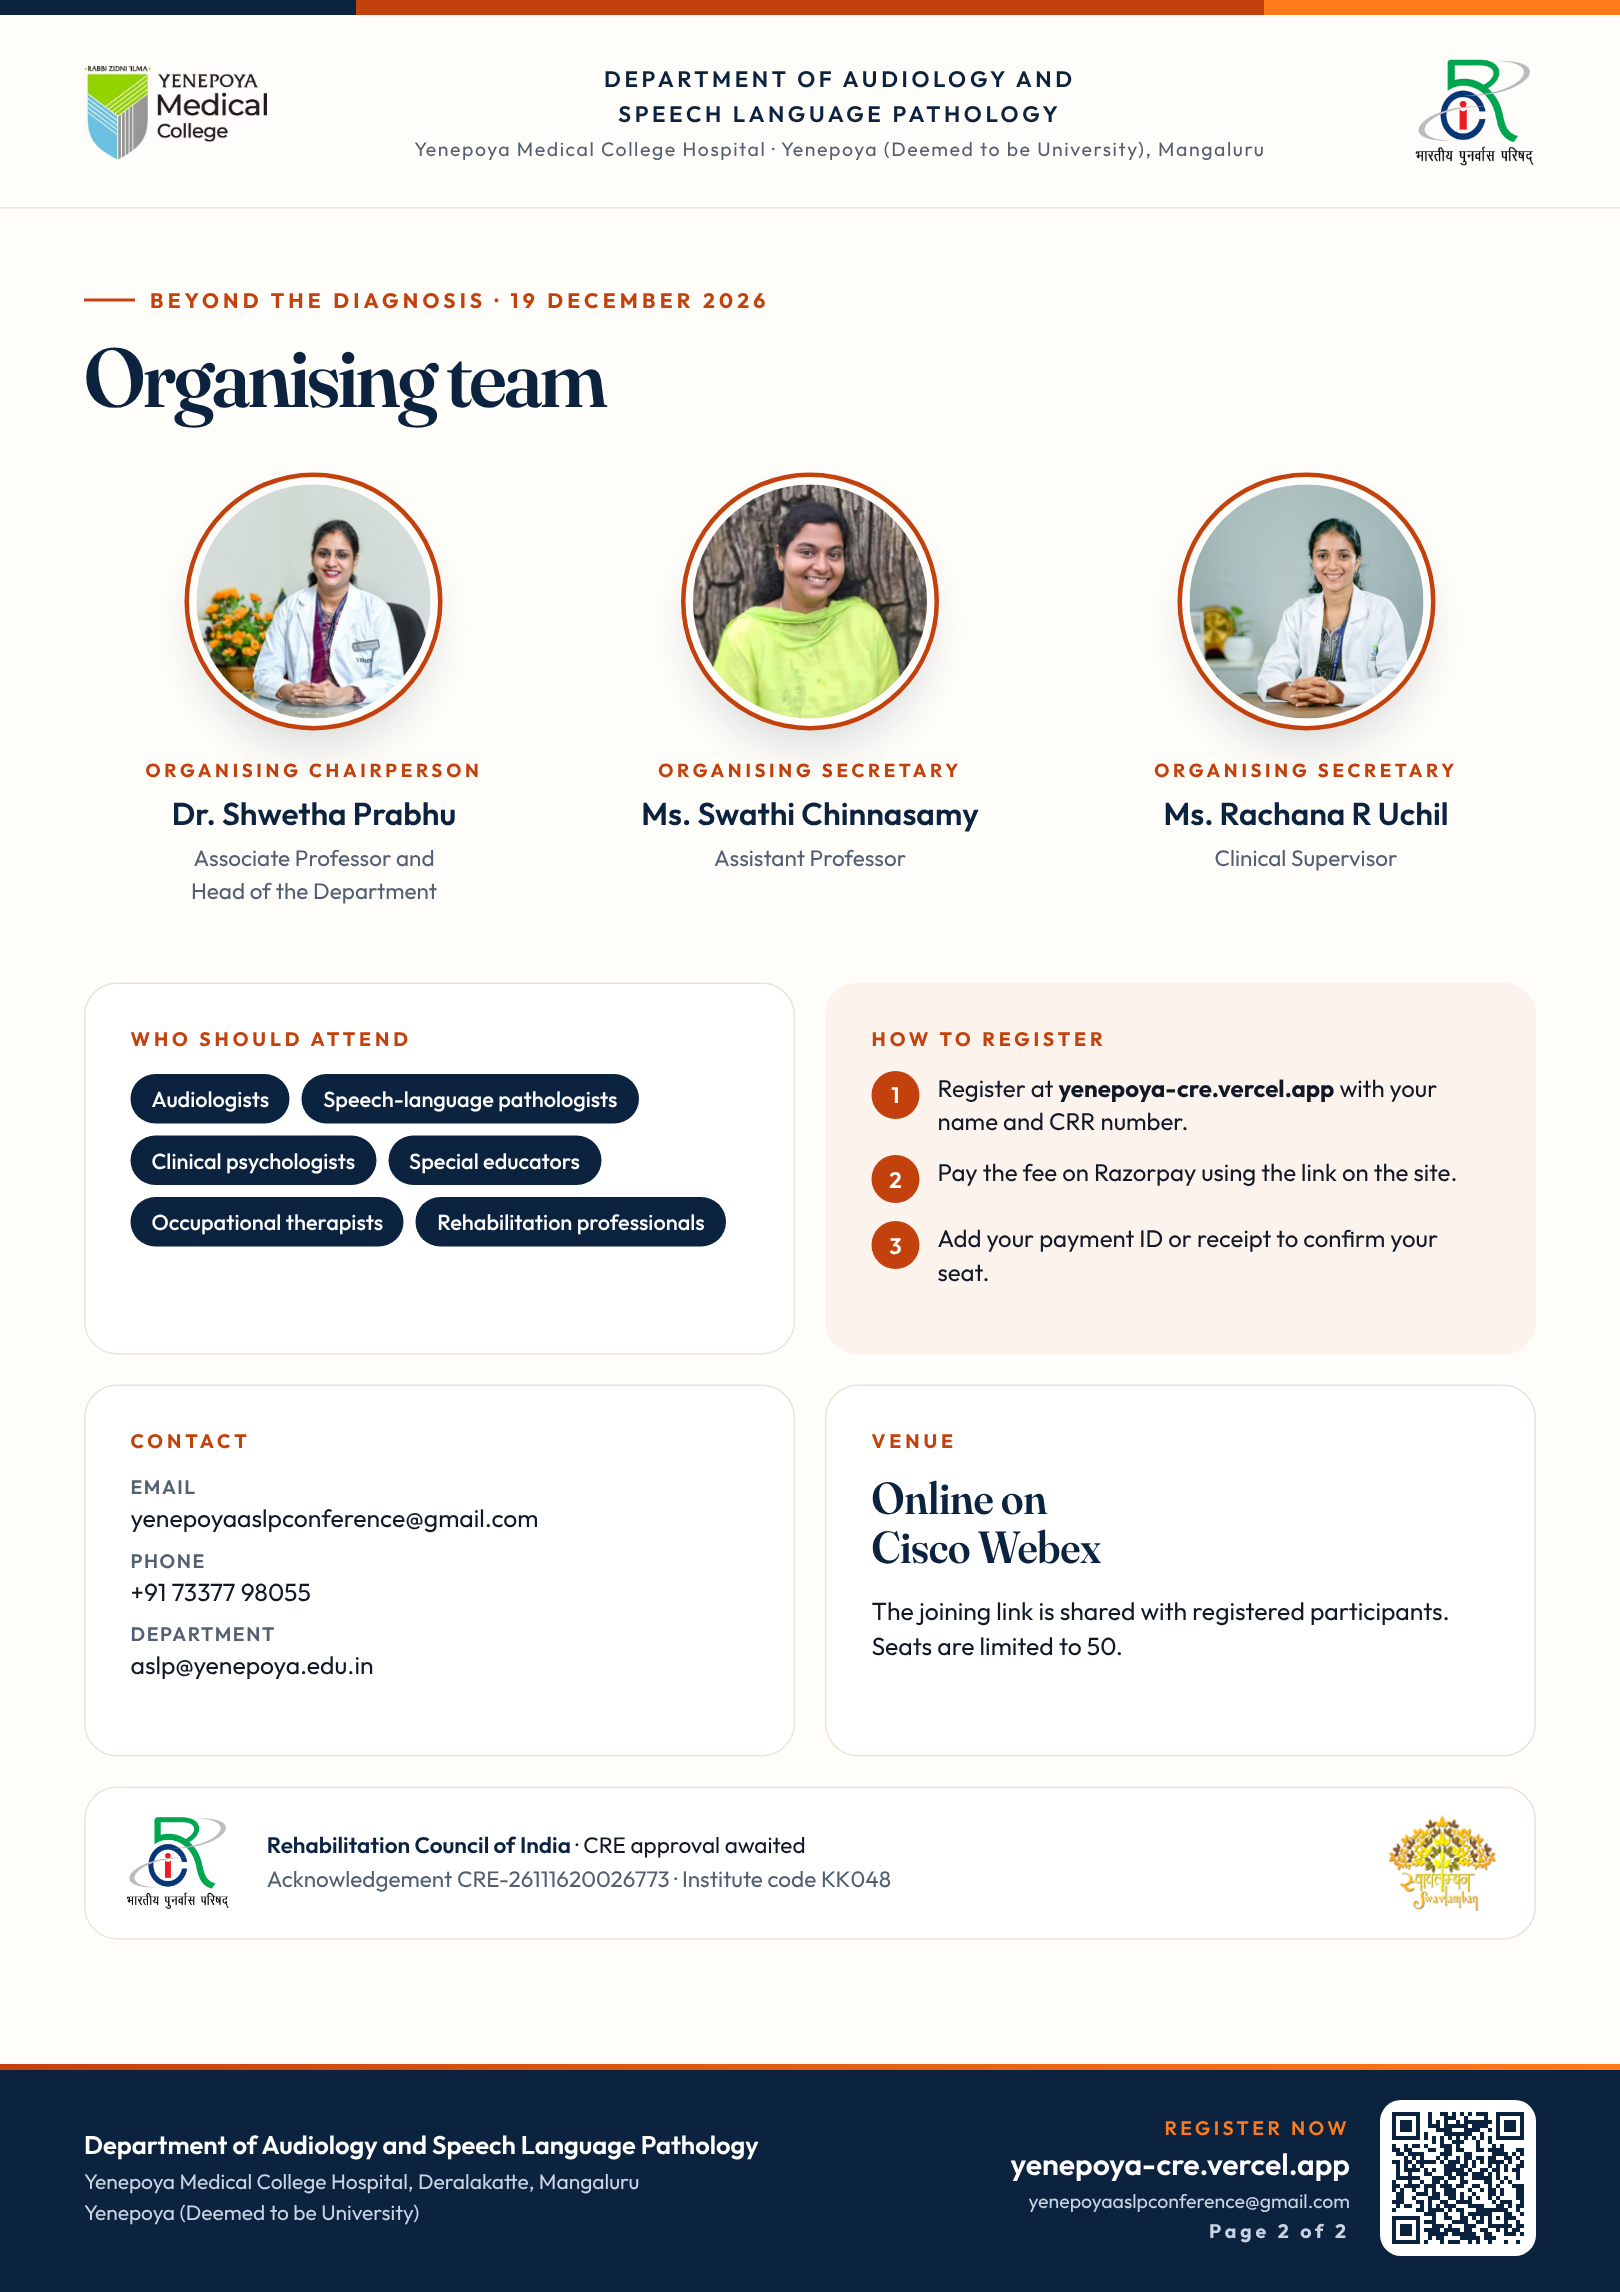 RABBI ZIDNI 'ILMA
YENEPOYA
Medical
College
DEPARTMENT OF AUDIOLOGY AND
SPEECH LANGUAGE PATHOLOGY
Yenepoya Medical College Hospital · Yenepoya (Deemed to be University), Mangaluru
RCI
भारतीय पुनर्वास परिषद्
BEYOND THE DIAGNOSIS · 19 DECEMBER 2026
Organising team
ORGANISING CHAIRPERSON
Dr. Shwetha Prabhu
Associate Professor and
Head of the Department
ORGANISING SECRETARY
Ms. Swathi Chinnasamy
Assistant Professor
ORGANISING SECRETARY
Ms. Rachana R Uchil
Clinical Supervisor
WHO SHOULD ATTEND
Audiologists
Speech-language pathologists
Clinical psychologists
Special educators
Occupational therapists
Rehabilitation professionals
HOW TO REGISTER
1 Register at yenepoya-cre.vercel.app with your
name and CRR number.
2 Pay the fee on Razorpay using the link on the site.
3 Add your payment ID or receipt to confirm your
seat.
CONTACT
EMAIL
yenepoyaaslpconference@gmail.com
PHONE
+91 73377 98055
DEPARTMENT
aslp@yenepoya.edu.in
VENUE
Online on
Cisco Webex
The joining link is shared with registered participants.
Seats are limited to 50.
RCI
भारतीय पुनर्वास परिषद्
Rehabilitation Council of India · CRE approval awaited
Acknowledgement CRE-26111620026773 · Institute code KK048
स्वावलम्बन
Swavlamban
Department of Audiology and Speech Language Pathology
Yenepoya Medical College Hospital, Deralakatte, Mangaluru
Yenepoya (Deemed to be University)
REGISTER NOW
yenepoya-cre.vercel.app
yenepoyaaslpconference@gmail.com
Page 2 of 2